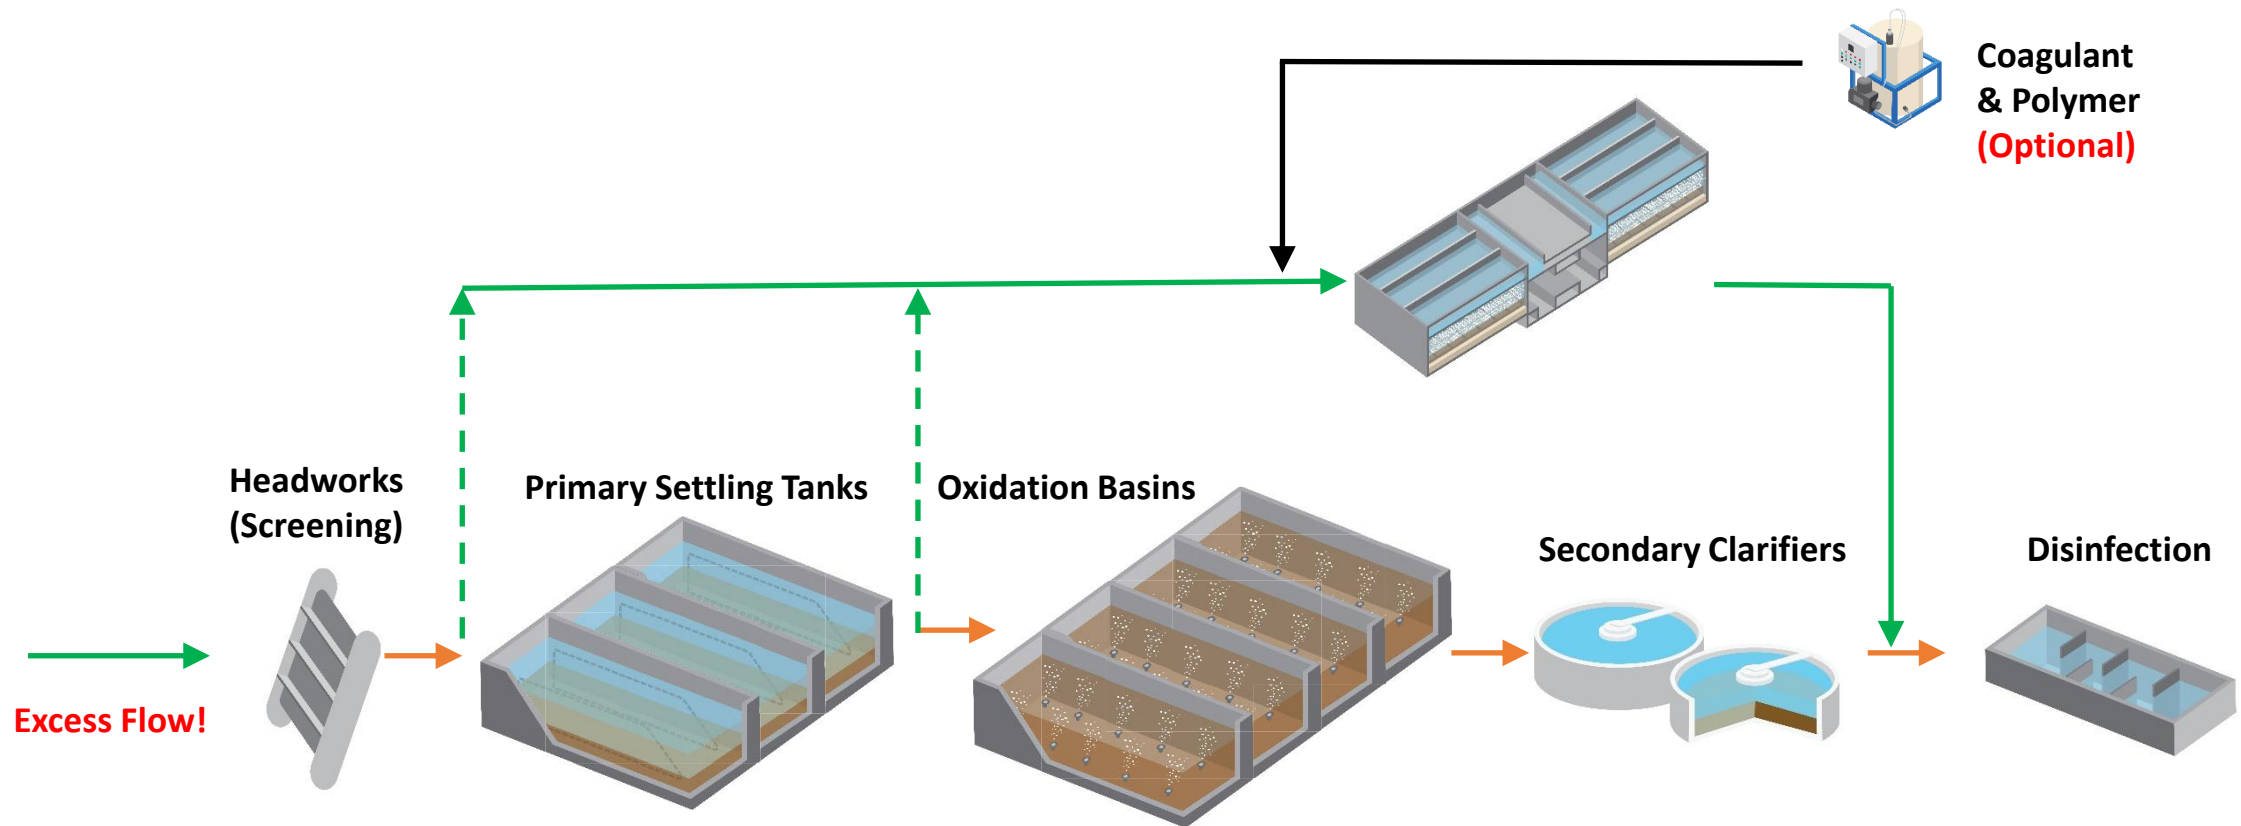 Coagulant
& Polymer
(Optional)
Headworks
(Screening)
Primary Settling Tanks
Oxidation Basins
Secondary Clarifiers
Disinfection
Excess Flow!